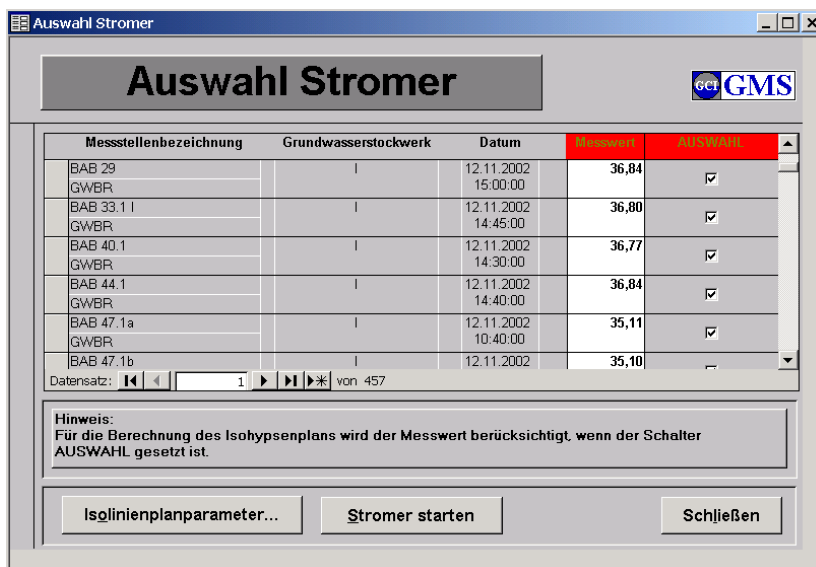 Auswahl Stromer
Auswahl Stromer
GCI GMS
Messstellenbezeichnung Grundwasserstockwerk Datum Messwert AUSWAHL
BAB 29 I 12.11.2002 36,84
GWBR 15:00:00
BAB 33.1 I I 12.11.2002 36,80
GWBR 14:45:00
BAB 40.1 I 12.11.2002 36,77
GWBR 14:30:00
BAB 44.1 I 12.11.2002 36,84
GWBR 14:40:00
BAB 47.1a I 12.11.2002 35,11
GWBR 10:40:00
BAB 47.1b I 12.11.2002 35,10
Datensatz: 1 von 457
Hinweis:
Für die Berechnung des Isohypsenplans wird der Messwert berücksichtigt, wenn der Schalter
AUSWAHL gesetzt ist.
Isolinienplanparameter... Stromer starten Schließen